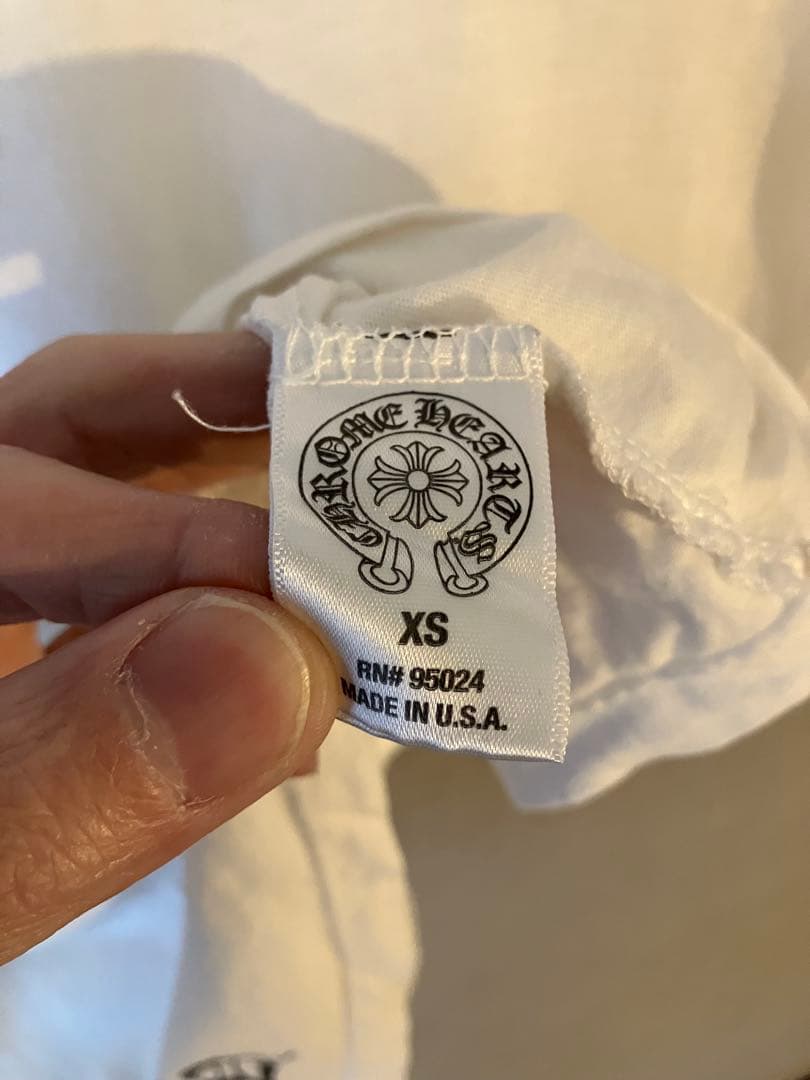 CHROME HEARTS
XS
RN# 95024
MADE IN U.S.A.